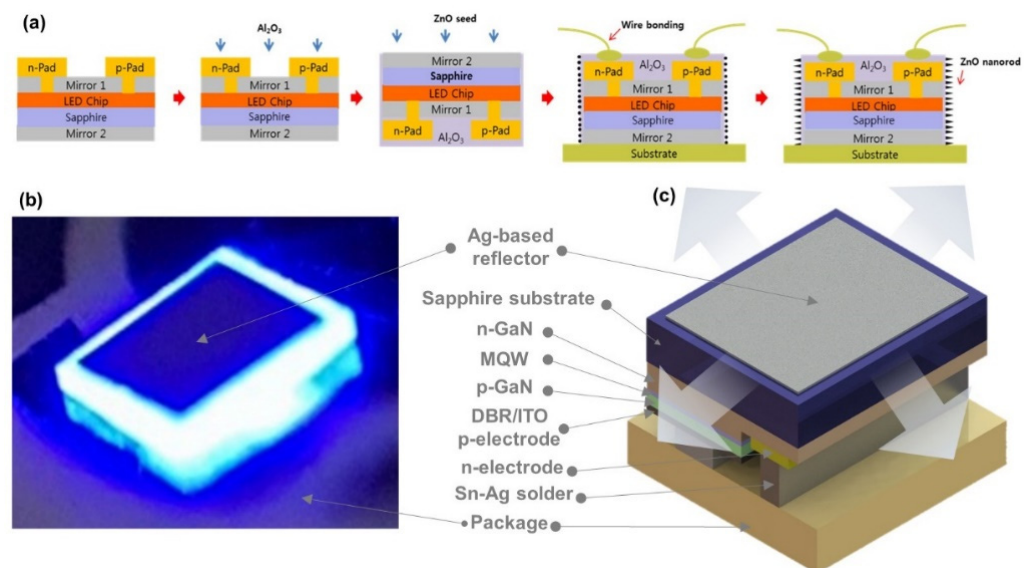 (a)
Al₂O₃
ZnO seed
Wire bonding
n-Pad p-Pad
Mirror 1
LED Chip
Sapphire
Mirror 2
n-Pad p-Pad
Mirror 1
LED Chip
Sapphire
Mirror 2
Mirror 2
Sapphire
LED Chip
Mirror 1
n-Pad p-Pad
Al₂O₃
Al₂O₃
n-Pad p-Pad
Mirror 1
LED Chip
Sapphire
Mirror 2
Substrate
Al₂O₃
n-Pad p-Pad
Mirror 1
LED Chip
Sapphire
Mirror 2
Substrate
ZnO nanorod
(b)
(c)
Ag-based
reflector
Sapphire substrate
n-GaN
MQW
p-GaN
DBR/ITO
p-electrode
n-electrode
Sn-Ag solder
Package